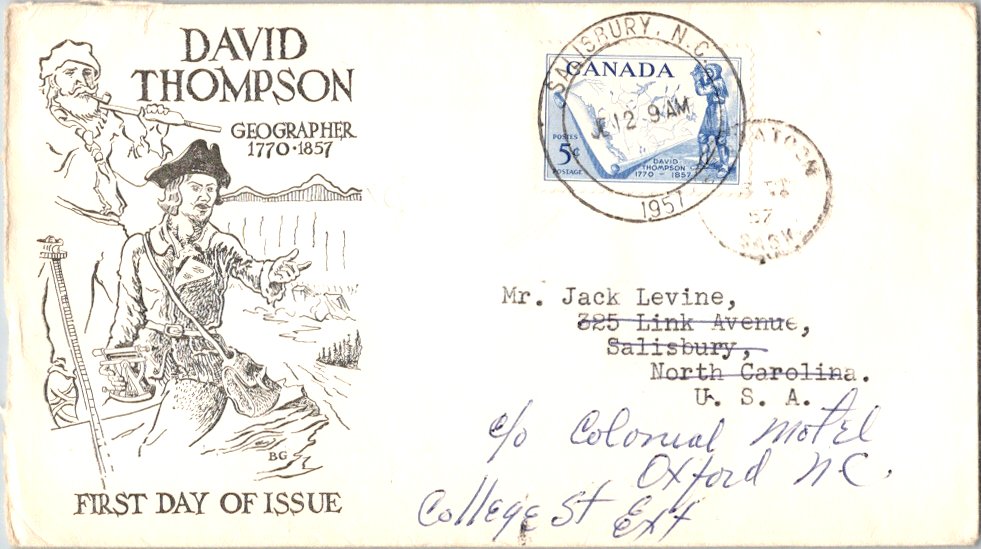 DAVID
THOMPSON
GEOGRAPHER
1770 · 1857
BG
FIRST DAY OF ISSUE
SALISBURY, N.C.
12 9 AM
1957
CANADA
POSTES
5¢
POSTAGE
DAVID
THOMPSON
1770 - 1857
57
SASK
Mr. Jack Levine,
325 Link Avenue,
Salisbury,
North Carolina.
U. S. A.
c/o Colonial Motel
Oxford N C.
College St Ext